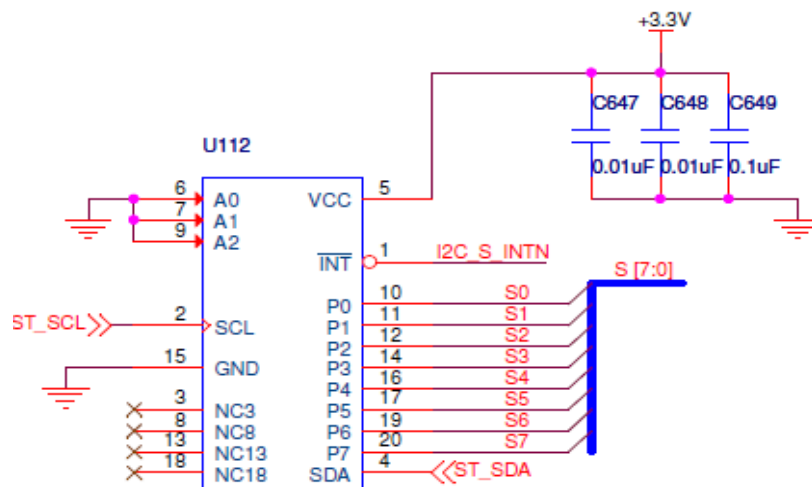 +3.3V
C647 C648 C649
0.01uF 0.01uF 0.1uF
U112
6 A0 VCC 5
7 A1
9 A2
INT 1 I2C_S_INTN
S [7:0]
P0 10 S0
ST_SCL 2 SCL P1 11 S1
P2 12 S2
15 GND P3 14 S3
P4 16 S4
3 NC3 P5 17 S5
8 NC8 P6 19 S6
13 NC13 P7 20 S7
18 NC18 SDA 4 ST_SDA